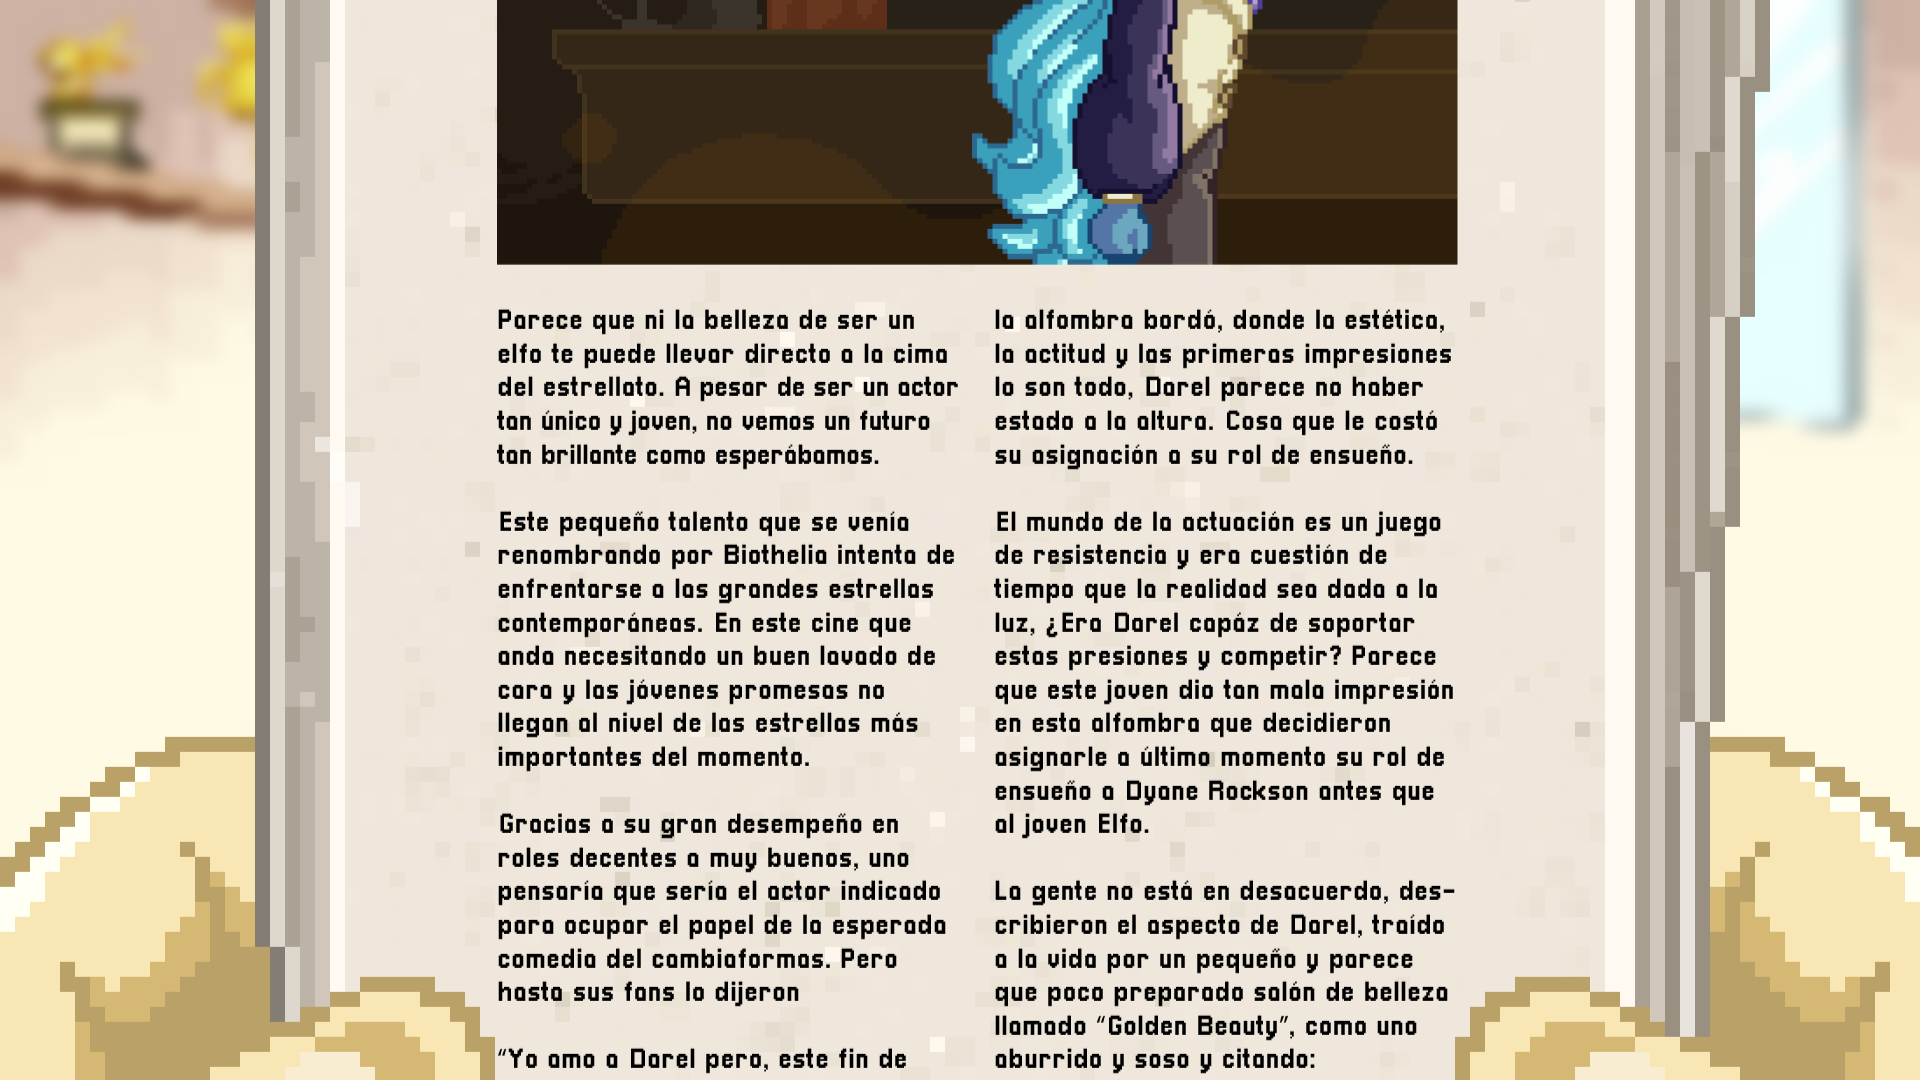 Parece que ni la belleza de ser un
elfo te puede llevar directo a la cima
del estrellato. A pesar de ser un actor
tan único y joven, no vemos un futuro
tan brillante como esperábamos.
Este pequeño talento que se venía
renombrando por Biothelia intenta de
enfrentarse a las grandes estrellas
contemporáneas. En este cine que
anda necesitando un buen lavado de
cara y las jóvenes promesas no
llegan al nivel de las estrellas más
importantes del momento.
Gracias a su gran desempeño en
roles decentes a muy buenos, uno
pensaría que sería el actor indicado
para ocupar el papel de la esperada
comedia del cambiaformas. Pero
hasta sus fans lo dijeron
“Yo amo a Darel pero, este fin de
la alfombra bordó, donde la estética,
la actitud y las primeras impresiones
lo son todo, Darel parece no haber
estado a la altura. Cosa que le costó
su asignación a su rol de ensueño.
El mundo de la actuación es un juego
de resistencia y era cuestión de
tiempo que la realidad sea dada a la
luz, ¿Era Darel capáz de soportar
estas presiones y competir? Parece
que este joven dio tan mala impresión
en esta alfombra que decidieron
asignarle a último momento su rol de
ensueño a Dyane Rockson antes que
al joven Elfo.
La gente no está en desacuerdo, des-
cribieron el aspecto de Darel, traído
a la vida por un pequeño y parece
que poco preparado salón de belleza
llamado “Golden Beauty”, como uno
aburrido y soso y citando: